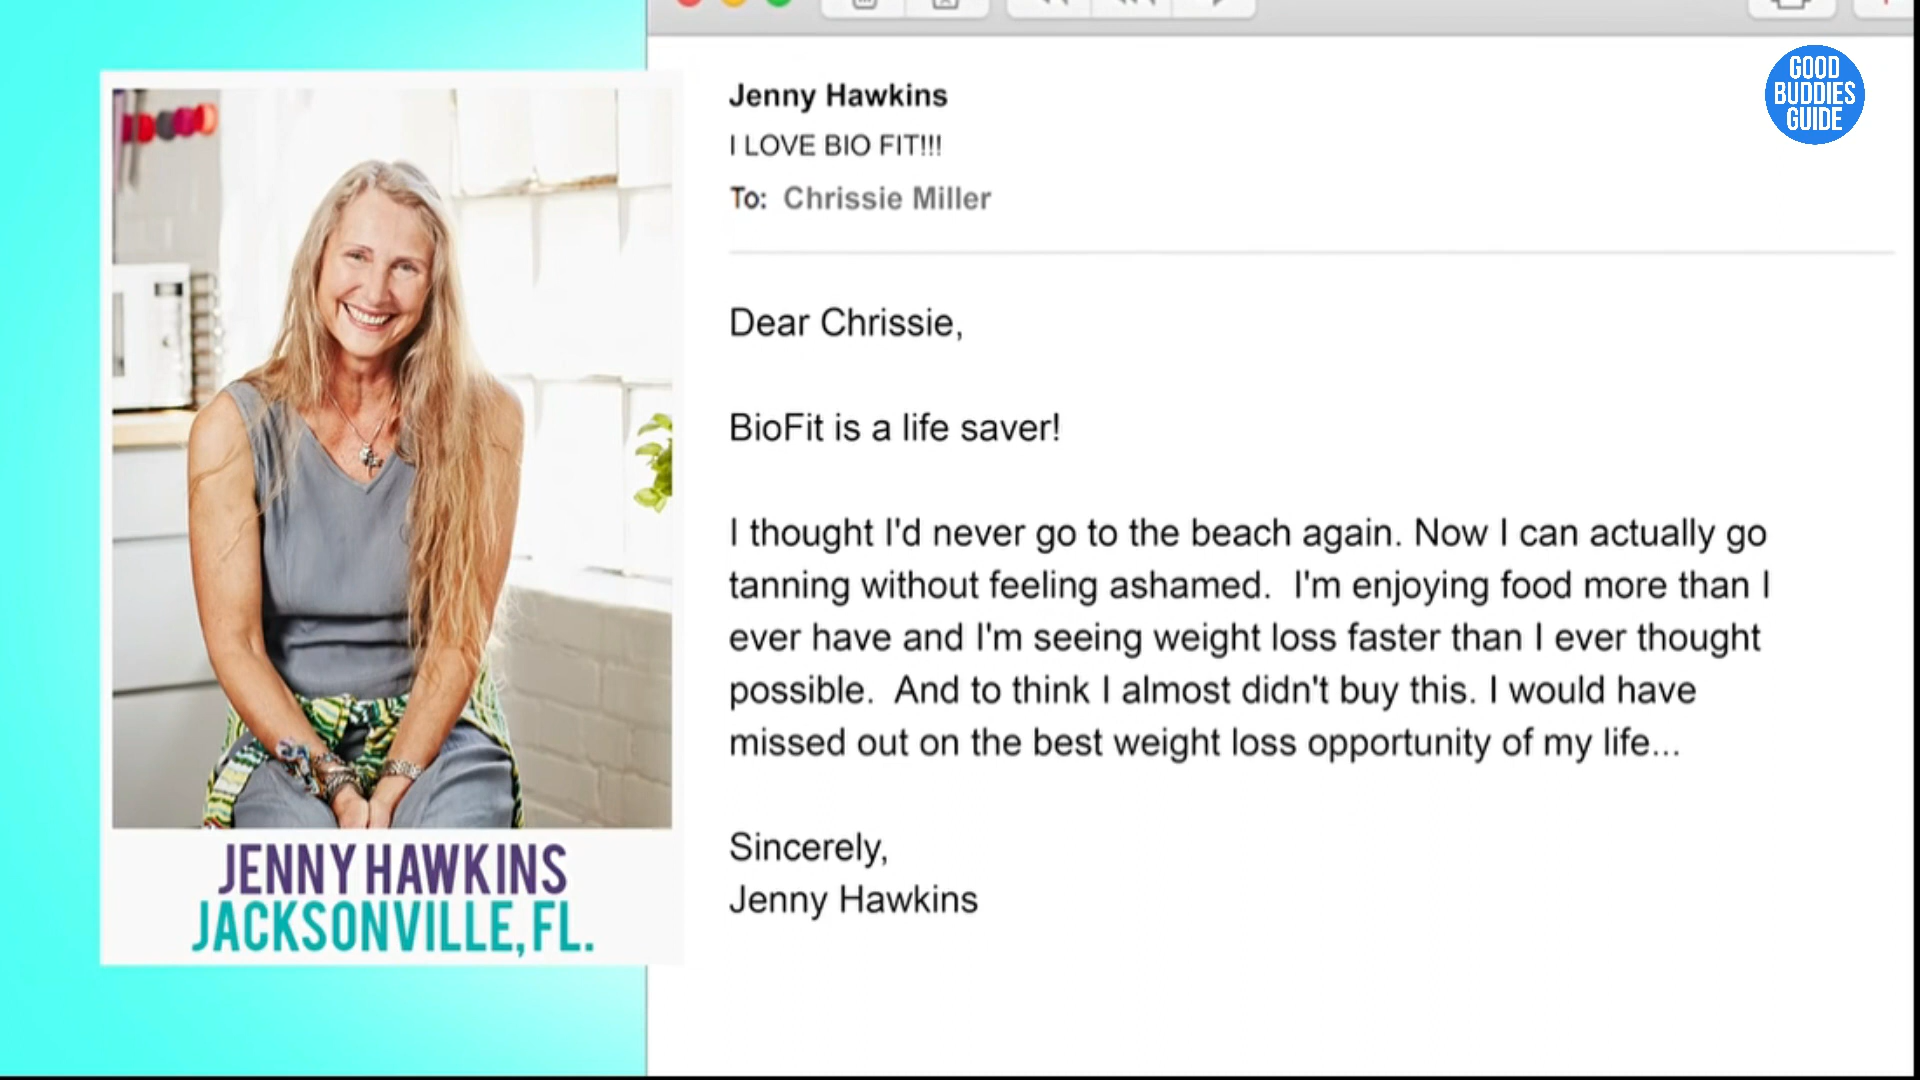 GOOD
BUDDIES
GUIDE
Jenny Hawkins
I LOVE BIO FIT!!!
To: Chrissie Miller
Dear Chrissie,
BioFit is a life saver!
I thought I'd never go to the beach again. Now I can actually go
tanning without feeling ashamed.  I'm enjoying food more than I
ever have and I'm seeing weight loss faster than I ever thought
possible.  And to think I almost didn't buy this. I would have
missed out on the best weight loss opportunity of my life...
Sincerely,
Jenny Hawkins
JENNY HAWKINS
JACKSONVILLE, FL.